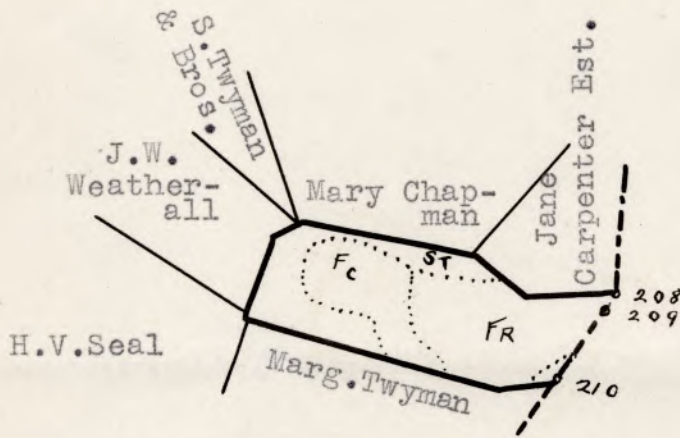 S. Twyman
& Bros.
J.W.
Weather-
all
Mary Chap-
man
Jane
Carpenter Est.
FC
ST
FR
208
209
210
H.V.Seal
Marg.Twyman